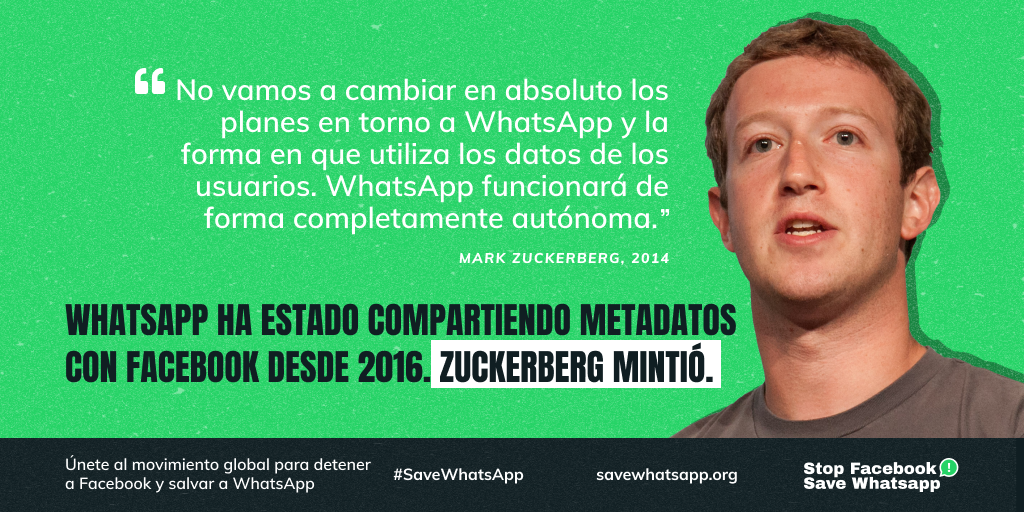 “ No vamos a cambiar en absoluto los
planes en torno a WhatsApp y la
forma en que utiliza los datos de los
usuarios. WhatsApp funcionará de
forma completamente autónoma.”
MARK ZUCKERBERG, 2014
WHATSAPP HA ESTADO COMPARTIENDO METADATOS
CON FACEBOOK DESDE 2016. ZUCKERBERG MINTIÓ.
Únete al movimiento global para detener
a Facebook y salvar a WhatsApp
#SaveWhatsApp
savewhatsapp.org
Stop Facebook !
Save Whatsapp